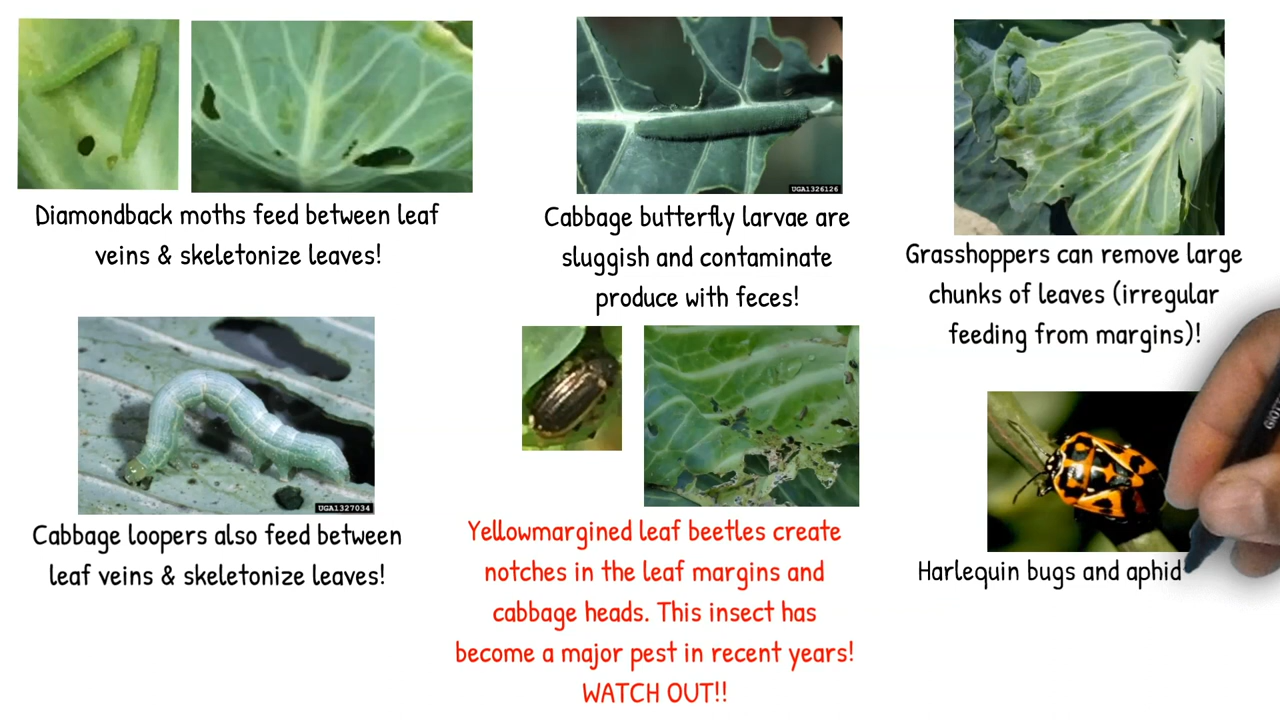 Diamondback moths feed between leaf
veins & skeletonize leaves!
UGA1326126
Cabbage butterfly larvae are
sluggish and contaminate
produce with feces!
Grasshoppers can remove large
chunks of leaves (irregular
feeding from margins)!
UGA1327034
Cabbage loopers also feed between
leaf veins & skeletonize leaves!
Yellowmargined leaf beetles create
notches in the leaf margins and
cabbage heads. This insect has
become a major pest in recent years!
WATCH OUT!!
Harlequin bugs and aphid